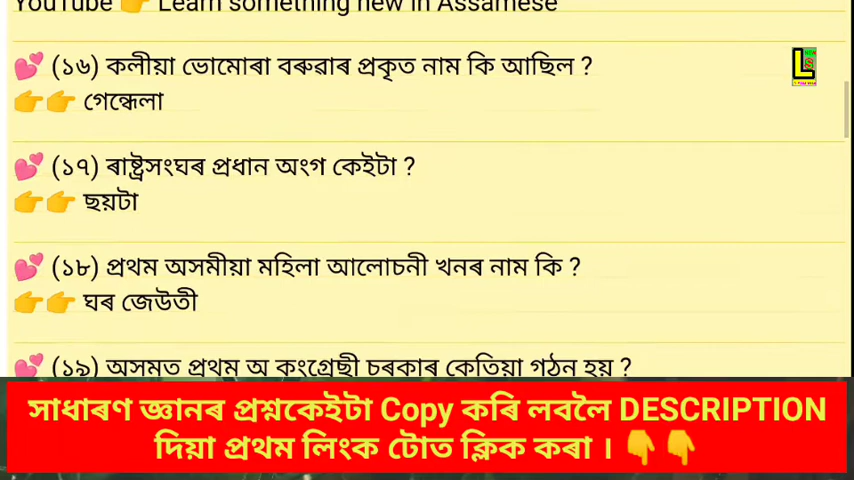 YouTube 👉 Learn something new in Assamese
💕 (১৬) কলীয়া ভোমোৰা বৰুৱাৰ প্ৰকৃত নাম কি আছিল ?
👉👉 গেন্ধেলা
💕 (১৭) ৰাষ্ট্ৰসংঘৰ প্ৰধান অংগ কেইটা ?
👉👉 ছয়টা
💕 (১৮) প্ৰথম অসমীয়া মহিলা আলোচনী খনৰ নাম কি ?
👉👉 ঘৰ জেউতী
💕 (১৯) অসমত প্ৰথম অ কংগ্ৰেছী চৰকাৰ কেতিয়া গঠন হয় ?
সাধাৰণ জ্ঞানৰ প্ৰশ্নকেইটা Copy কৰি লবলৈ DESCRIPTION
দিয়া প্ৰথম লিংক টোত ক্লিক কৰা । 👇👇